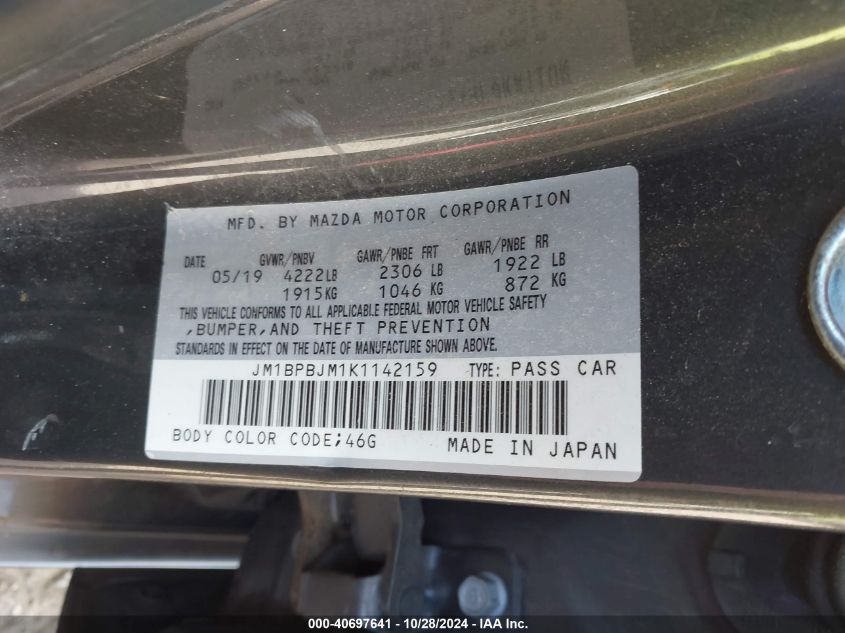 MFD. BY MAZDA MOTOR CORPORATION
DATE GVWR/PNBV GAWR/PNBE FRT GAWR/PNBE RR
05/19 4222LB 2306 LB 1922 LB
1915KG 1046 KG 872 KG
THIS VEHICLE CONFORMS TO ALL APPLICABLE FEDERAL MOTOR VEHICLE SAFETY
,BUMPER,AND THEFT PREVENTION
STANDARDS IN EFFECT ON THE DATE OF MANUFACTURE SHOWN ABOVE.
JM1BPBJM1K1142159 TYPE: PASS CAR
BODY COLOR CODE;46G MADE IN JAPAN
000-40697641 - 10/28/2024 - IAA Inc.